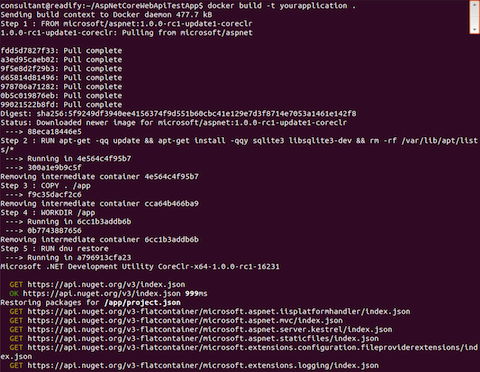 consultant@readify:~/AspNetCoreWebApiTestApp$ docker build -t yourapplication .
Sending build context to Docker daemon 477.7 kB
Step 1 : FROM microsoft/aspnet:1.0.0-rc1-update1-coreclr
1.0.0-rc1-update1-coreclr: Pulling from microsoft/aspnet
fdd5d7827f33: Pull complete
a3ed95caeb02: Pull complete
9f5e8d2f29b3: Pull complete
665814d81496: Pull complete
978706a71282: Pull complete
0b5c019876eb: Pull complete
99021522b8fd: Pull complete
Digest: sha256:5f9249df3940ee4156374f9d551b60cbc41e129e7d3f8714e7053a1461e142f8
Status: Downloaded newer image for microsoft/aspnet:1.0.0-rc1-update1-coreclr
---> 88eca18446e5
Step 2 : RUN apt-get -qq update && apt-get install -qqy sqlite3 libsqlite3-dev && rm -rf /var/lib/apt/list
s/*
---> Running in 4e564c4f95b7
---> 300a1e9b9c5f
Removing intermediate container 4e564c4f95b7
Step 3 : COPY . /app
---> f9c35dacf2c6
Removing intermediate container cca64b466ba9
Step 4 : WORKDIR /app
---> Running in 6cc1b3addb6b
---> 0b7743887656
Removing intermediate container 6cc1b3addb6b
Step 5 : RUN dnu restore
---> Running in a796913cfa23
Microsoft .NET Development Utility CoreClr-x64-1.0.0-rc1-16231
GET https://api.nuget.org/v3/index.json
OK https://api.nuget.org/v3/index.json 999ms
Restoring packages for /app/project.json
GET https://api.nuget.org/v3-flatcontainer/microsoft.aspnet.iisplatformhandler/index.json
GET https://api.nuget.org/v3-flatcontainer/microsoft.aspnet.mvc/index.json
GET https://api.nuget.org/v3-flatcontainer/microsoft.aspnet.server.kestrel/index.json
GET https://api.nuget.org/v3-flatcontainer/microsoft.aspnet.staticfiles/index.json
GET https://api.nuget.org/v3-flatcontainer/microsoft.extensions.configuration.fileproviderextensions/ind
ex.json
GET https://api.nuget.org/v3-flatcontainer/microsoft.extensions.logging/index.json